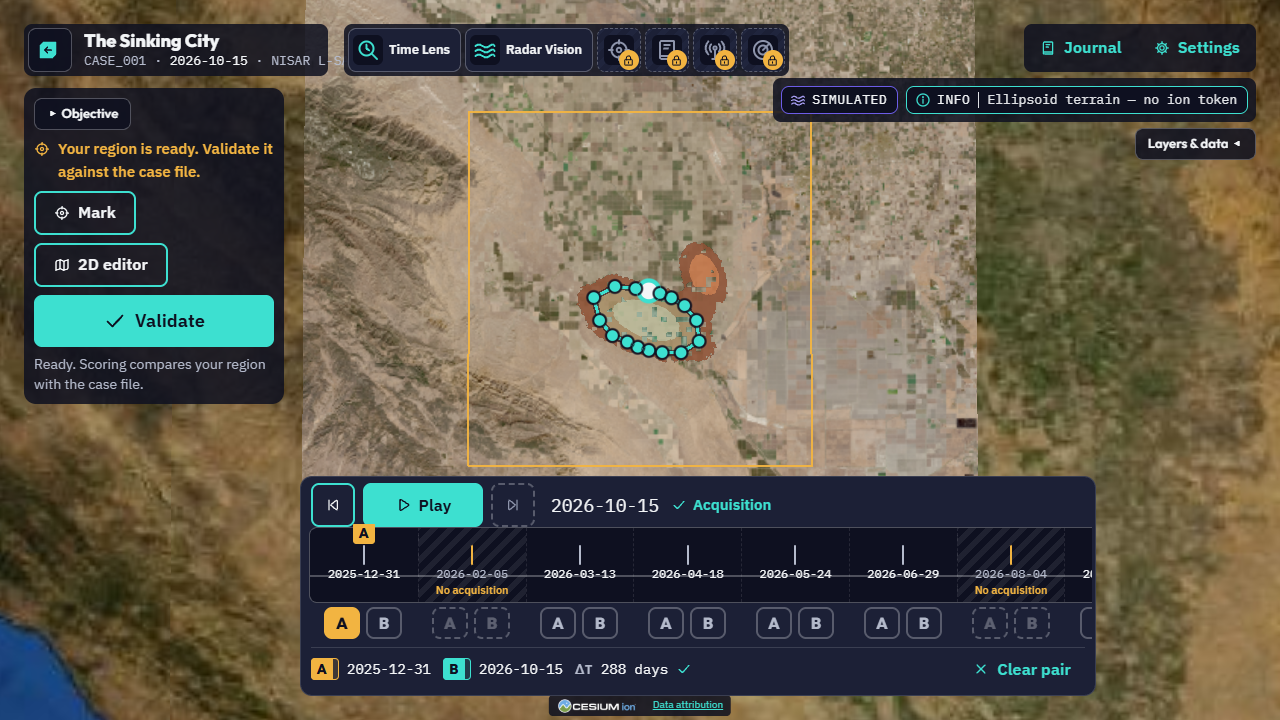 The Sinking City
CASE_001 · 2026-10-15 · NISAR L-S
Time Lens
Radar Vision
Journal
Settings
SIMULATED
INFO | Ellipsoid terrain — no ion token
Layers & data
Objective
Your region is ready. Validate it
against the case file.
Mark
2D editor
Validate
Ready. Scoring compares your region
with the case file.
Play
2026-10-15
Acquisition
A
2025-12-31
2026-02-05
2026-03-13
2026-04-18
2026-05-24
2026-06-29
2026-08-04
20
No acquisition
No acquisition
A B A B A B A B A B A B A B
A 2025-12-31 B 2026-10-15 ΔT 288 days
Clear pair
CESIUM ion
Data attribution